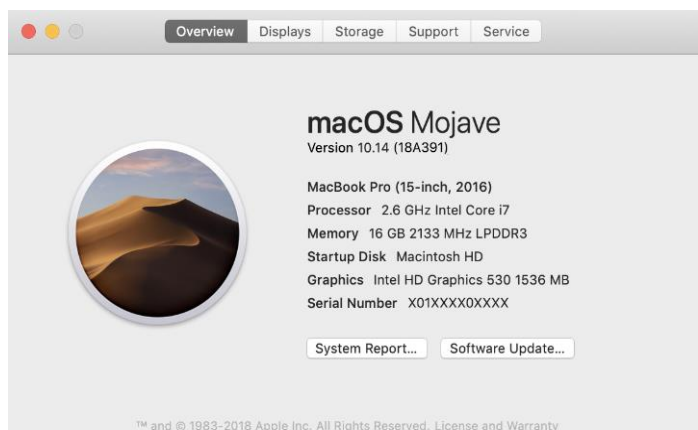 Overview Displays Storage Support Service
macOS Mojave
Version 10.14 (18A391)
MacBook Pro (15-inch, 2016)
Processor 2.6 GHz Intel Core i7
Memory 16 GB 2133 MHz LPDDR3
Startup Disk Macintosh HD
Graphics Intel HD Graphics 530 1536 MB
Serial Number X01XXXX0XXXX
System Report... Software Update...
™ and © 1983-2018 Apple Inc. All Rights Reserved. License and Warranty